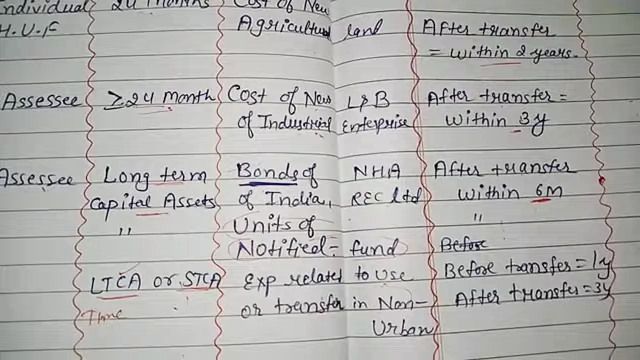 Individual 24 months Cost of New
H.U.F Agricultural land After transfer
= within 2 years.
Assessee ≥24 month Cost of New L&B After transfer =
of Industrial Enterprise within 3y
Assessee Long term Bonds of NHA After transfer
Capital Assets of India, REC ltd within 6M
" Units of "
Notified = fund Before
LTCA or STCA Exp related to Use Before transfer = 1y
or transfer in Non- After transfer = 3y
Urban